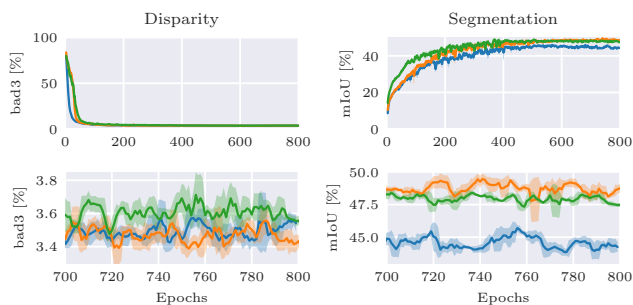 Disparity Segmentation
100
50
0
bad3 [%]
0 200 400 600 800
40
20
0
mIoU [%]
0 200 400 600 800
3.8
3.6
3.4
bad3 [%]
700 720 740 760 780 800
Epochs
50.0
47.5
45.0
mIoU [%]
700 720 740 760 780 800
Epochs